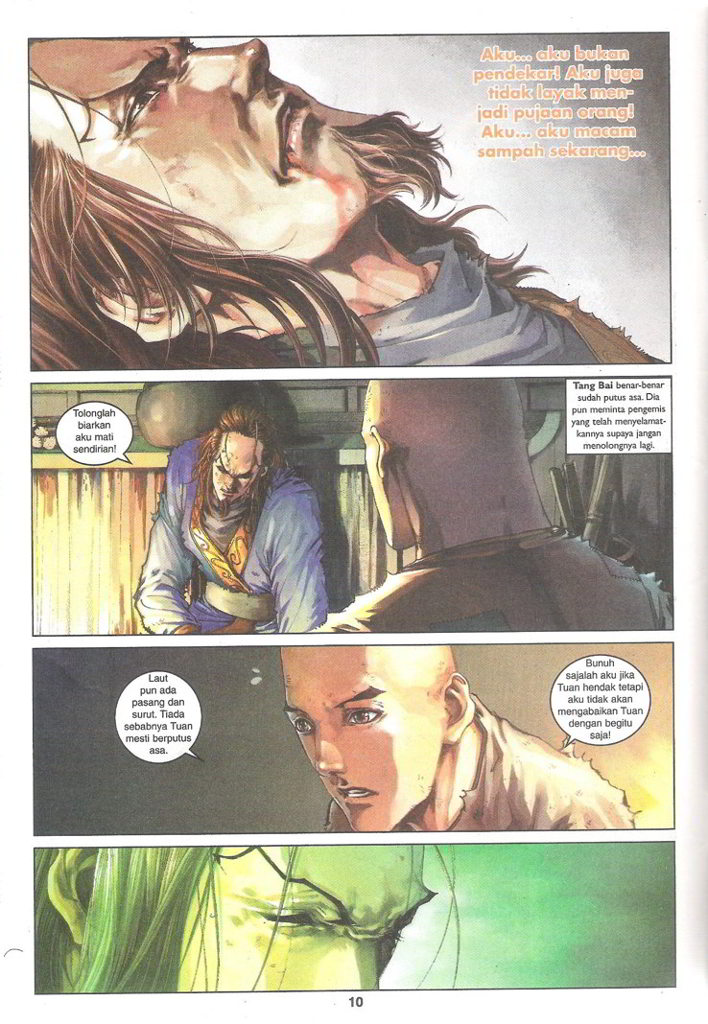 Aku... aku bukan
pendekar! Aku juga
tidak layak men-
jadi pujaan orang!
Aku... aku macam
sampah sekarang...
Tolonglah
biarkan
aku mati
sendirian!
Tang Bai benar-benar
sudah putus asa. Dia
pun meminta pengemis
yang telah menyelamat-
kannya supaya jangan
menolongnya lagi.
Laut
pun ada
pasang dan
surut. Tiada
sebabnya Tuan
mesti berputus
asa.
Bunuh
sajalah aku jika
Tuan hendak tetapi
aku tidak akan
mengabaikan Tuan
dengan begitu
saja!
10